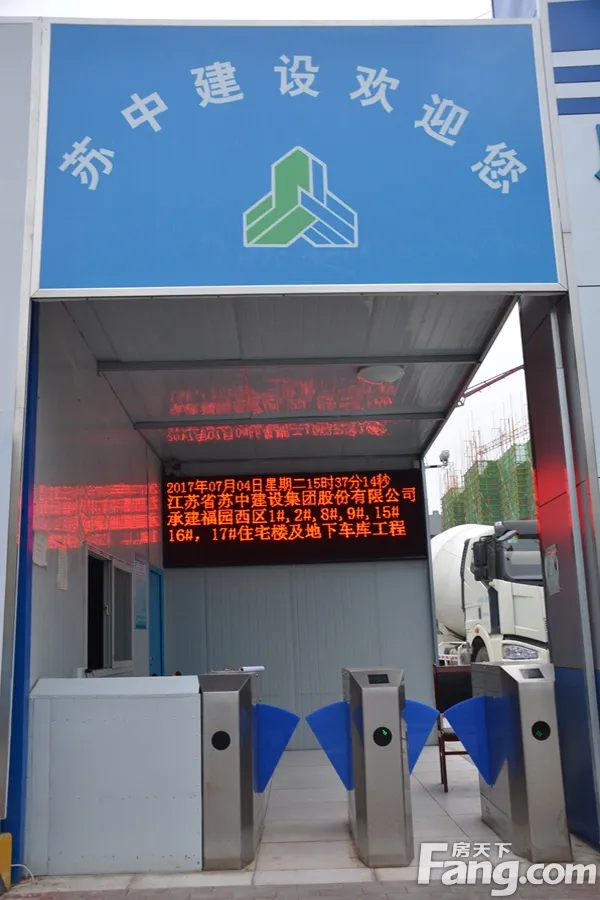 苏中建设欢迎您
2017年07月04日星期二15时37分14秒
江苏省苏中建设集团股份有限公司
承建福园西区1#,2#,8#,9#,15#
16#, 17#住宅楼及地下车库工程
房天下
Fang.com